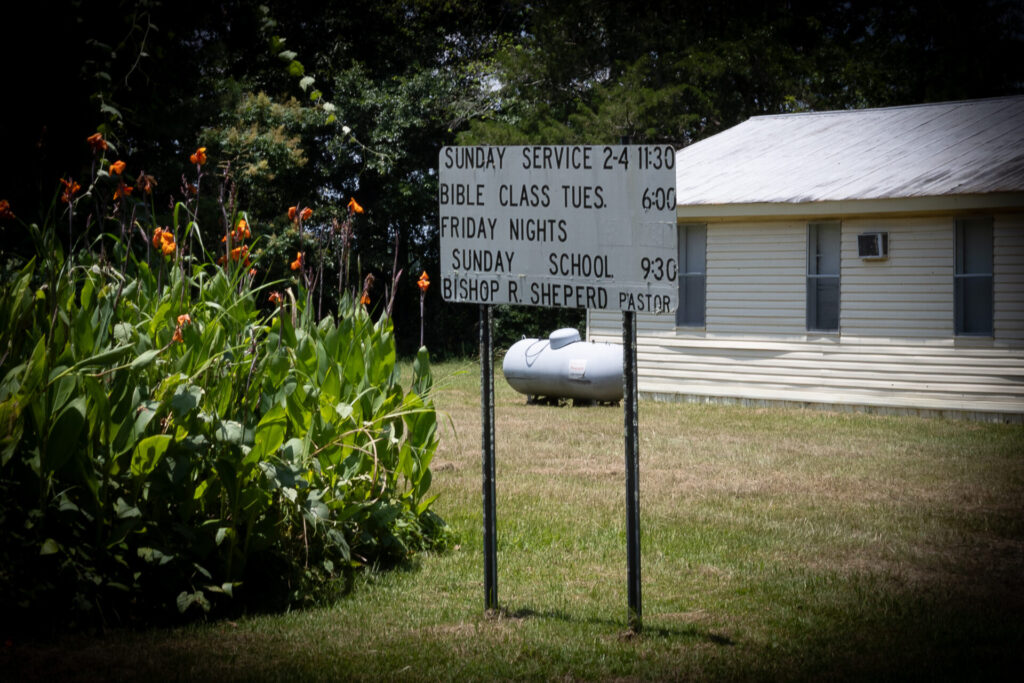 SUNDAY SERVICE 2-4 11:30
BIBLE CLASS TUES. 6:00
FRIDAY NIGHTS
SUNDAY SCHOOL 9:30
BISHOP R. SHEPERD PASTOR